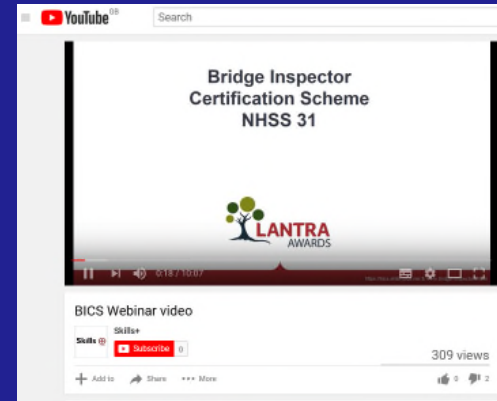 YouTube GB
Search
Bridge Inspector
Certification Scheme
NHSS 31
LANTRA
AWARDS
0:18 / 10:07
BICS Webinar video
Skills+
Skills
Subscribe 0
309 views
Add to Share More
0 2